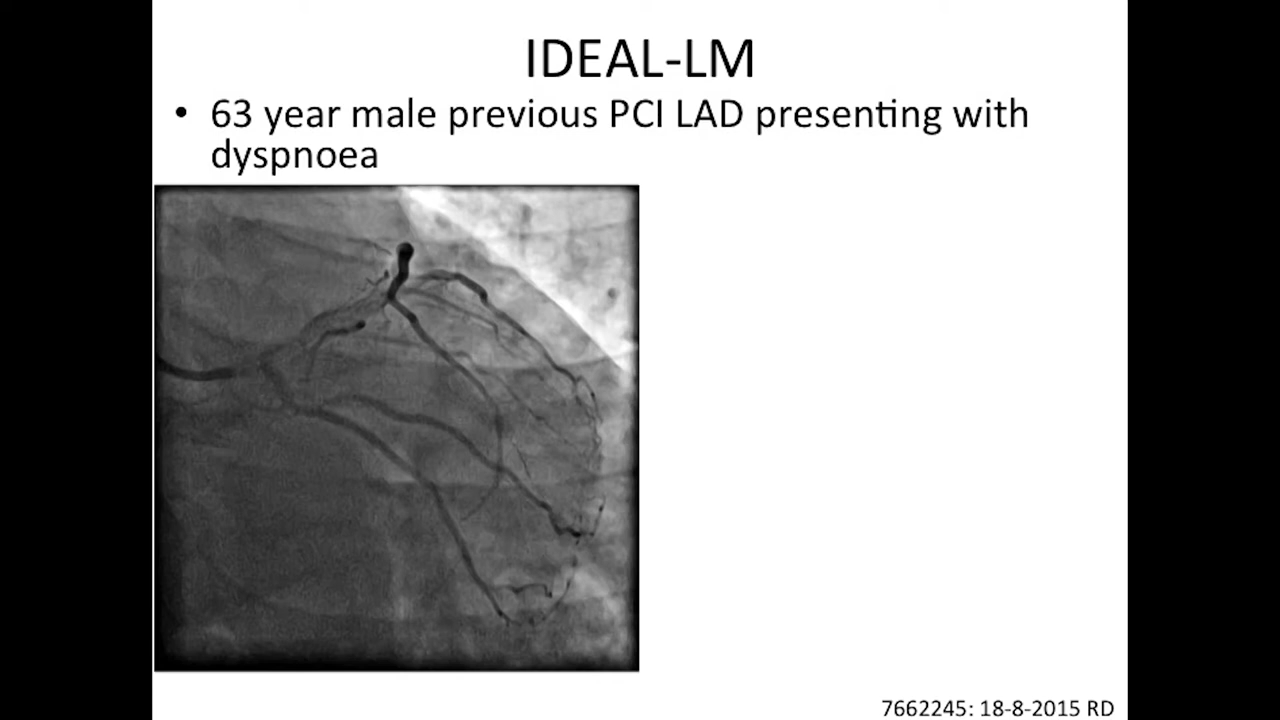 IDEAL-LM
• 63 year male previous PCI LAD presenting with
dyspnoea
7662245: 18-8-2015 RD